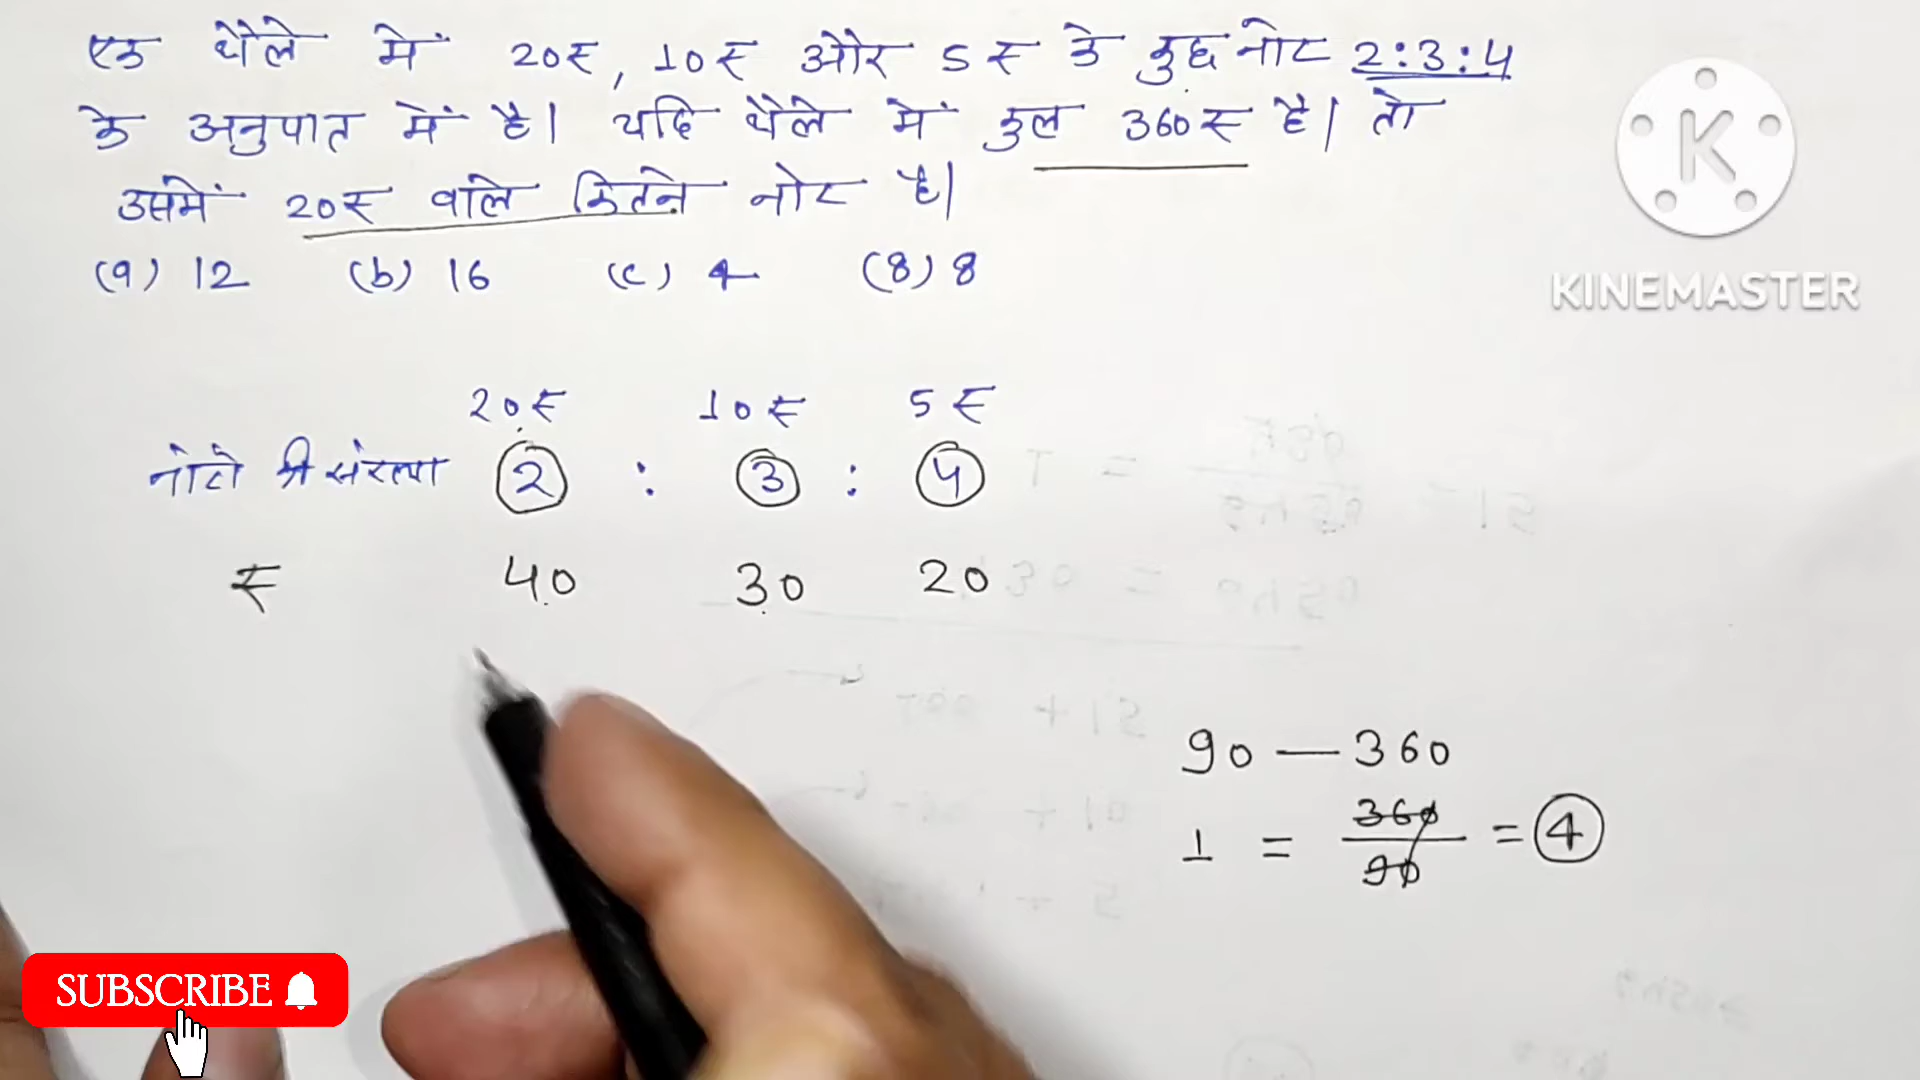 एक थैले में 20₹, 10₹ और 5₹ के कुछ नोट 2:3:4
के अनुपात में है। यदि थैले में कुल 360₹ है। तो
उसमें 20₹ वाले कितने नोट है।
(a) 12 (b) 16 (c) 4 (8) 8
KINEMASTER
20₹ 10₹ 5₹
नोटो की संख्या 2 : 3 : 4
₹ 40 30 20
90 — 360
1 = 360/90 = 4
SUBSCRIBE